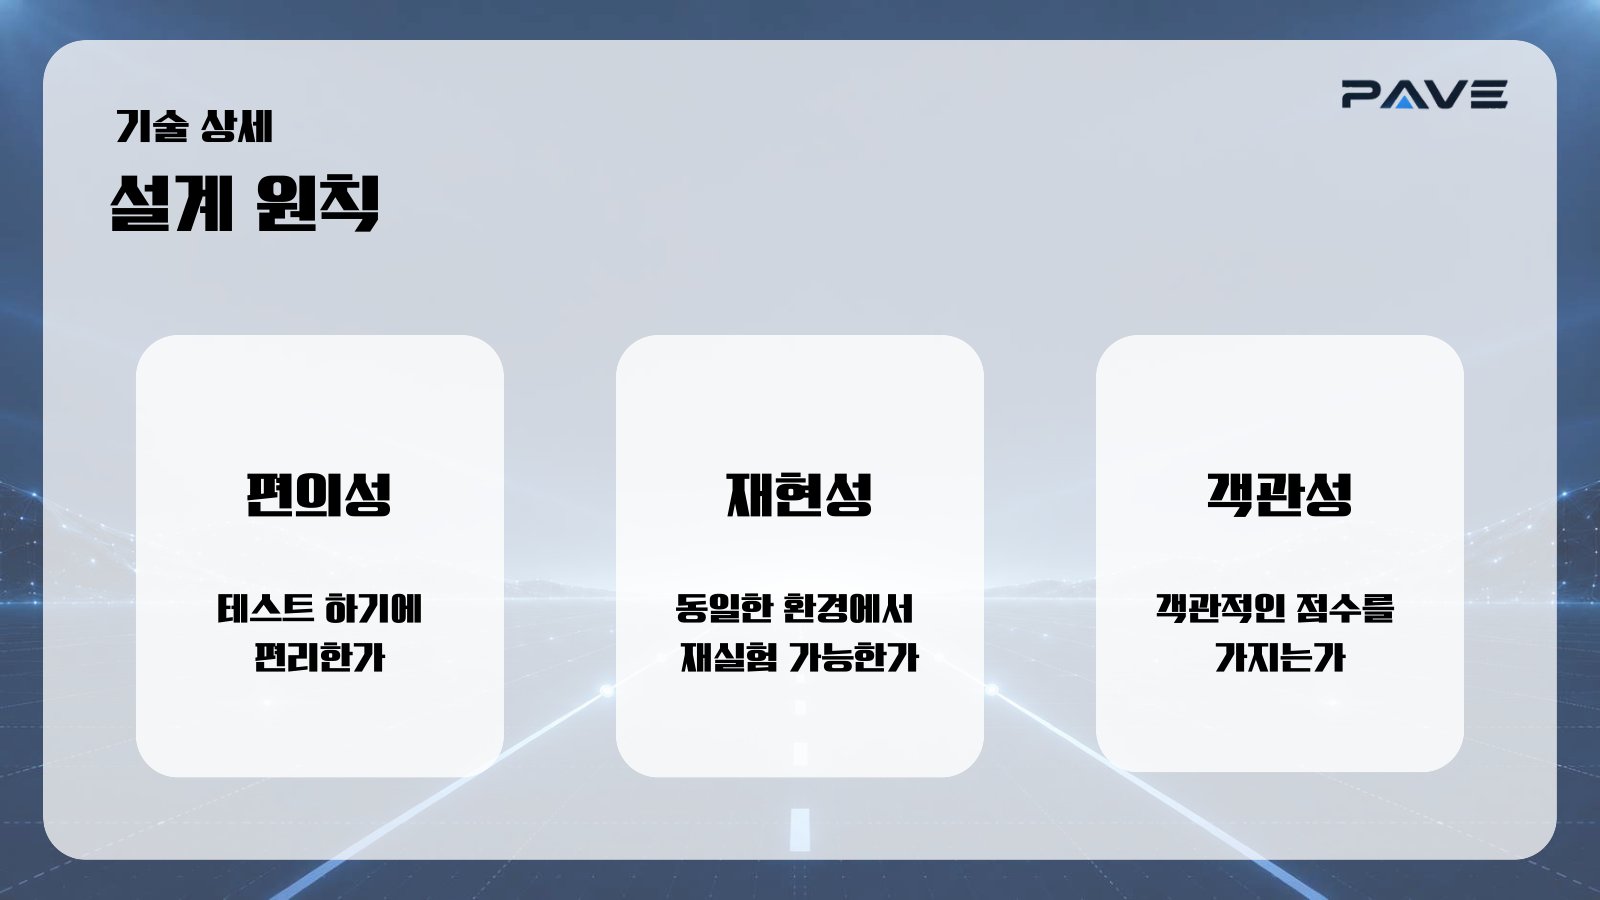 PAVE
기술 상세
설계 원칙
편의성
테스트 하기에
편리한가
재현성
동일한 환경에서
재실험 가능한가
객관성
객관적인 점수를
가지는가